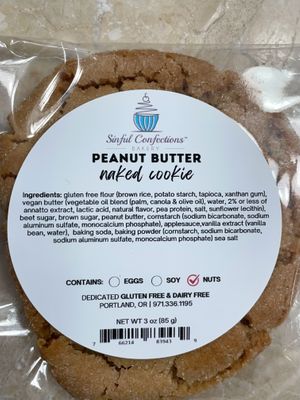 Sinful Confections™
BAKERY
PEANUT BUTTER
naked cookie
Ingredients: gluten free flour (brown rice, potato starch, tapioca, xanthan gum),
vegan butter (vegetable oil blend (palm, canola & olive oil), water, 2% or less of
annatto extract, lactic acid, natural flavor, pea protein, salt, sunflower lecithin),
beet sugar, brown sugar, peanut butter, cornstarch (sodium bicarbonate, sodium
aluminum sulfate, monocalcium phosphate), applesauce,vanilla extract (vanilla
bean, water), baking soda, baking powder (cornstarch, sodium bicarbonate,
sodium aluminum sulfate, monocalcium phosphate) sea salt
CONTAINS: EGGS SOY NUTS
DEDICATED GLUTEN FREE & DAIRY FREE
PORTLAND, OR | 971.336.1195
NET WT 3 oz (85 g)
7 66214 83943 9